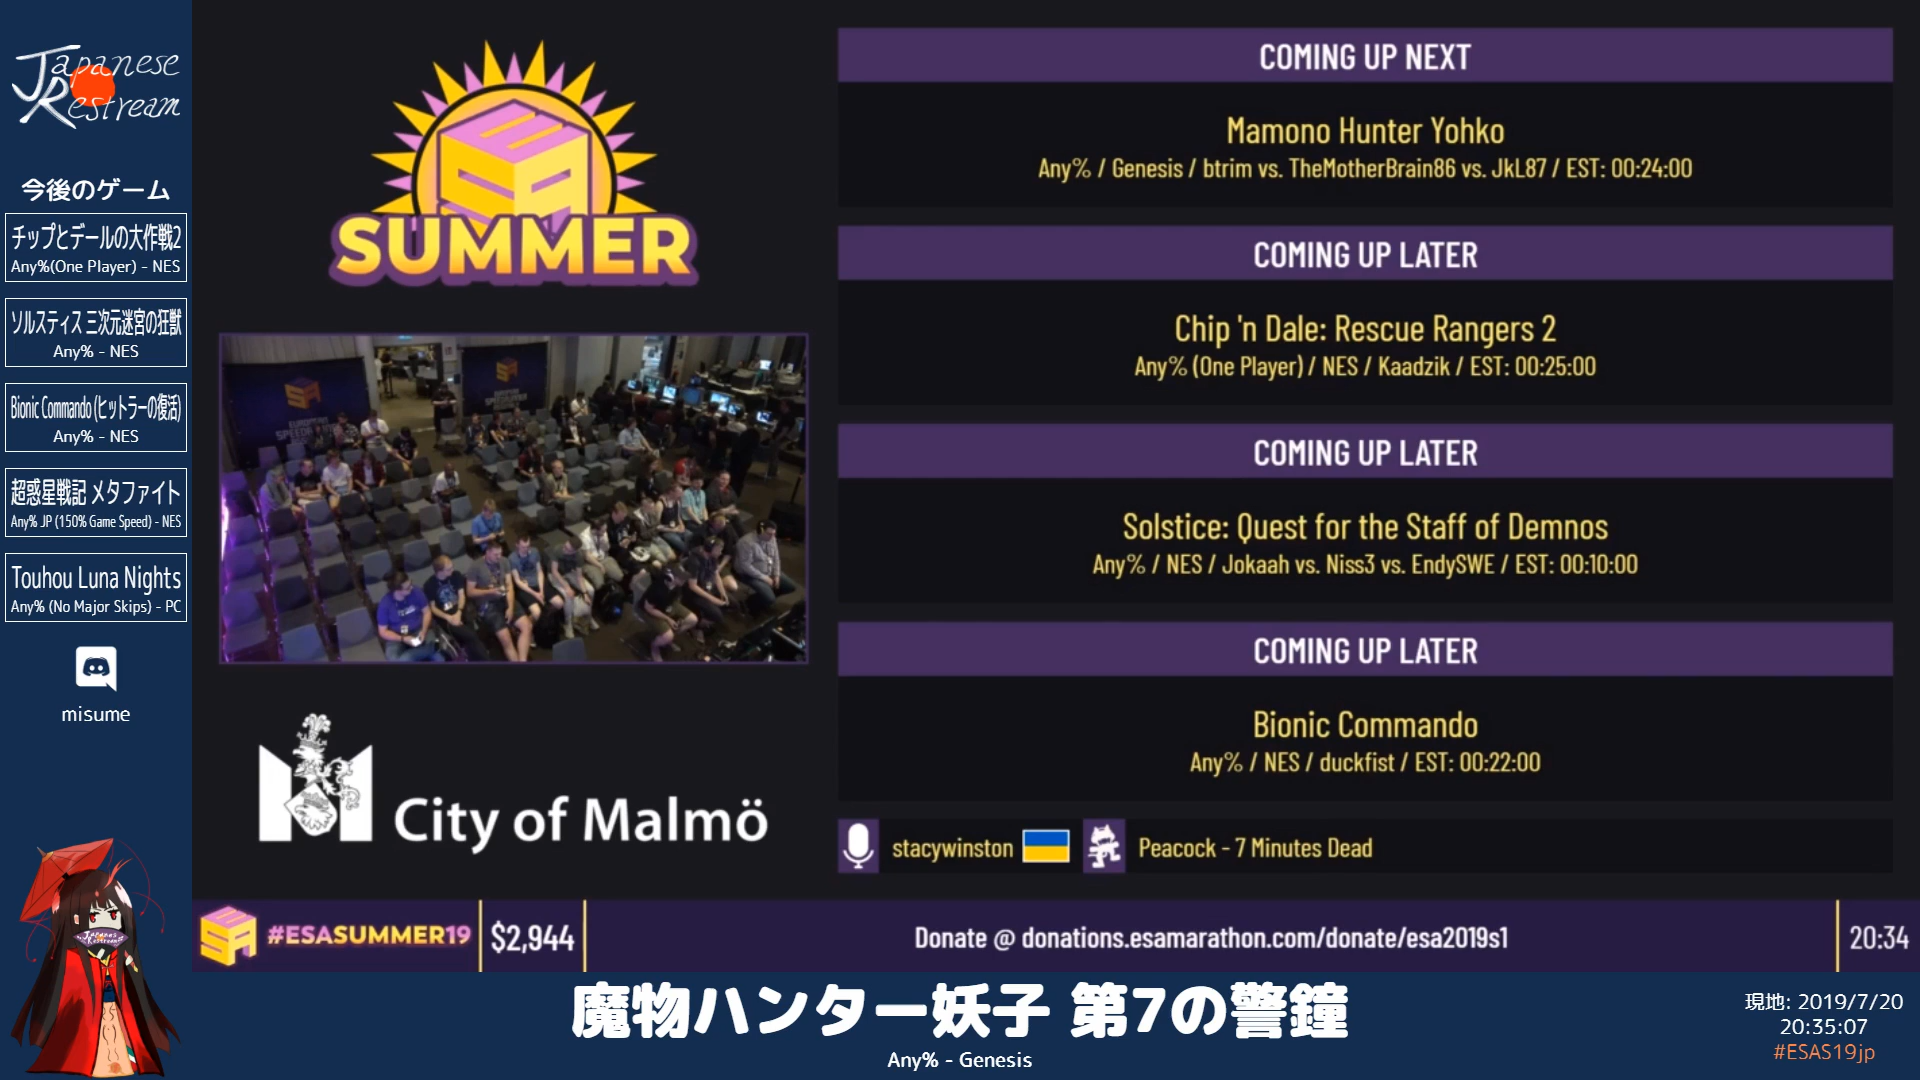 Japanese
Restream
今後のゲーム
チップとデールの大作戦2
Any%(One Player) - NES
ソルスティス 三次元迷宮の狂獣
Any% - NES
Bionic Commando (ヒットラーの復活)
Any% - NES
超惑星戦記 メタファイト
Any% JP (150% Game Speed) - NES
Touhou Luna Nights
Any% (No Major Skips) - PC
misume
ESA
SUMMER
City of Malmö
COMING UP NEXT
Mamono Hunter Yohko
Any% / Genesis / btrim vs. TheMotherBrain86 vs. JkL87 / EST: 00:24:00
COMING UP LATER
Chip 'n Dale: Rescue Rangers 2
Any% (One Player) / NES / Kaadzik / EST: 00:25:00
COMING UP LATER
Solstice: Quest for the Staff of Demnos
Any% / NES / Jokaah vs. Niss3 vs. EndySWE / EST: 00:10:00
COMING UP LATER
Bionic Commando
Any% / NES / duckfist / EST: 00:22:00
stacywinston
Peacock - 7 Minutes Dead
ESA #ESASUMMER19 $2,944
Donate @ donations.esamarathon.com/donate/esa2019s1
20:34
魔物ハンター妖子 第7の警鐘
Any% - Genesis
現地: 2019/7/20
20:35:07
#ESAS19jp